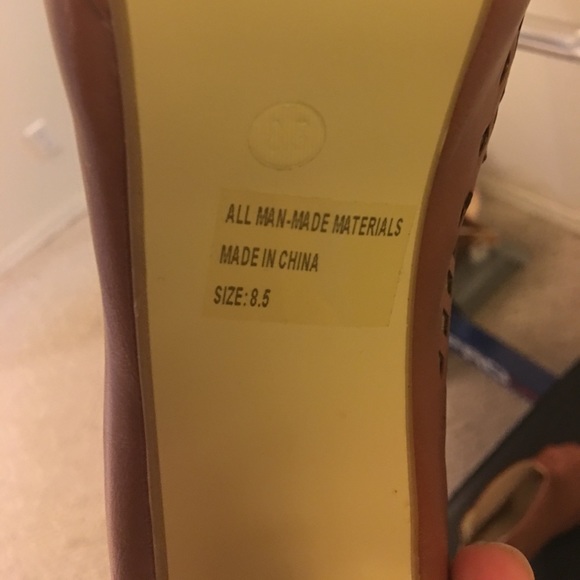 ALL MAN-MADE MATERIALS
MADE IN CHINA
SIZE: 8.5